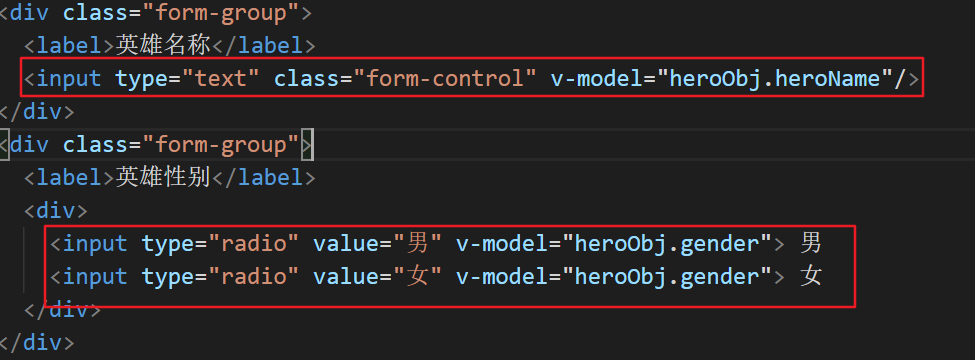 <div class="form-group">
<label>英雄名称</label>
<input type="text" class="form-control" v-model="heroObj.heroName"/>
</div>
<div class="form-group">
<label>英雄性别</label>
<div>
<input type="radio" value="男" v-model="heroObj.gender"> 男
<input type="radio" value="女" v-model="heroObj.gender"> 女
</div>
</div>